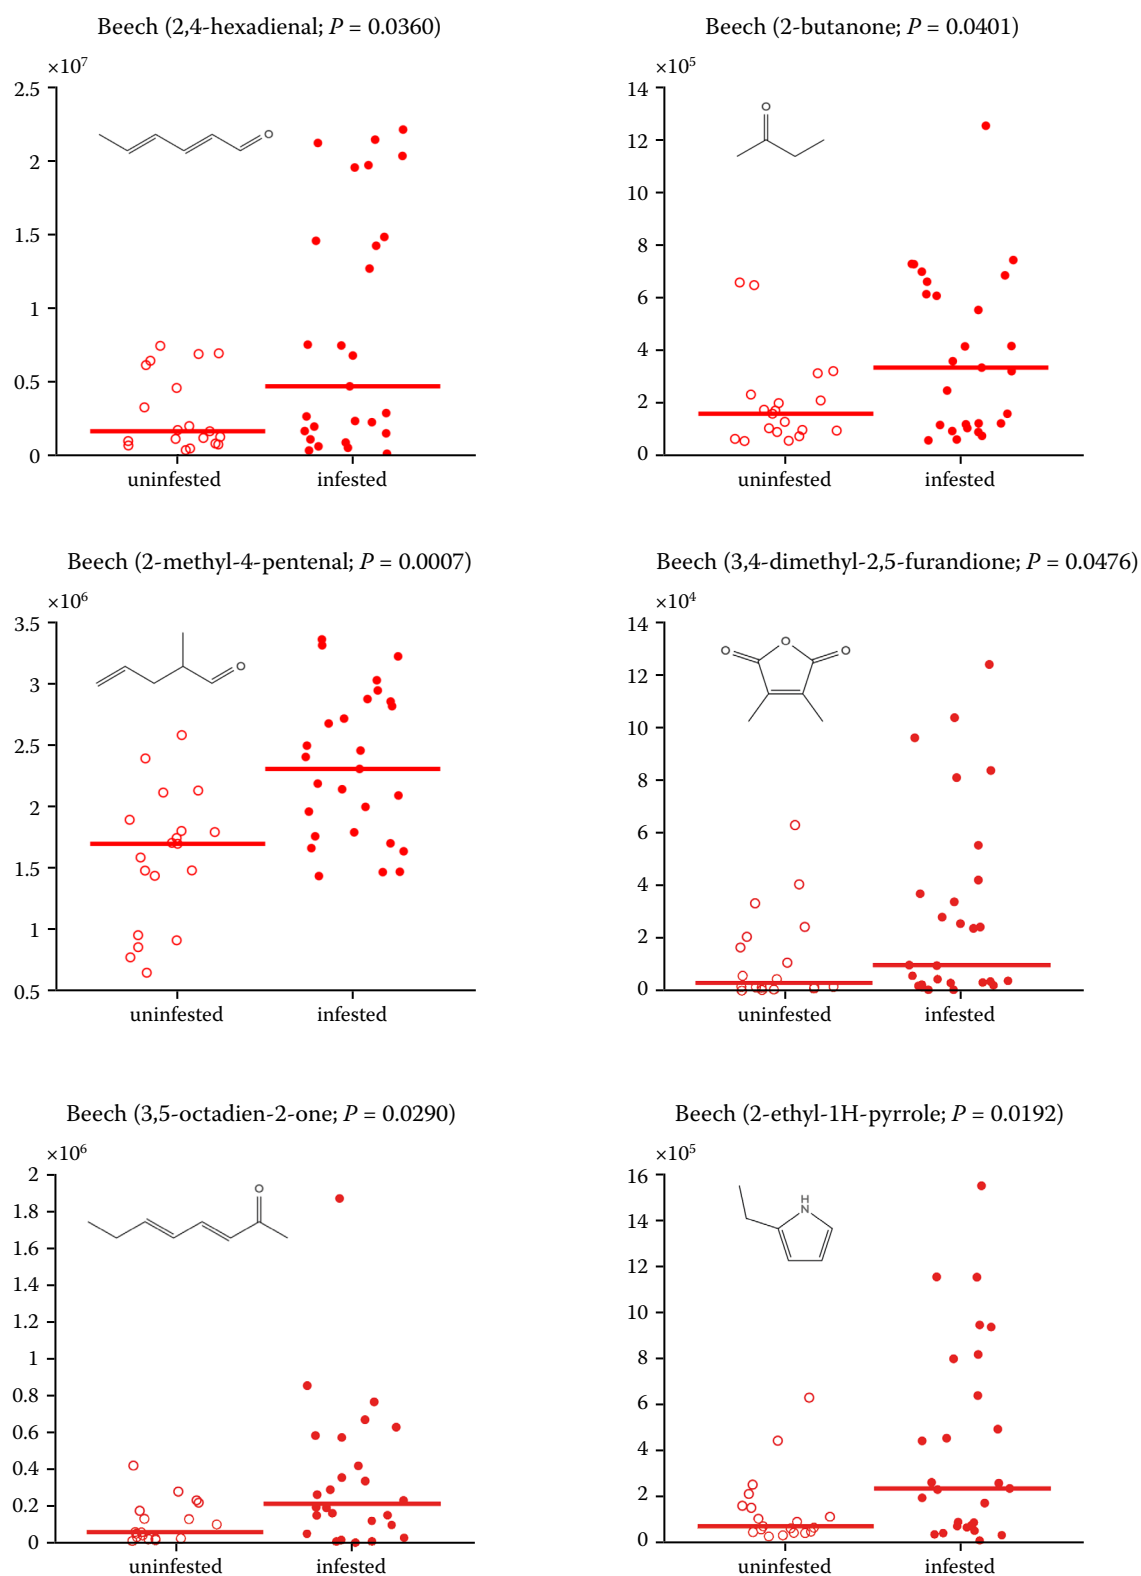 Beech (2,4-hexadienal; P = 0.0360)
×10⁷
2.5
2
1.5
1
0.5
0
O
uninfested
infested
Beech (2-butanone; P = 0.0401)
×10⁵
14
12
10
8
6
4
2
0
O
uninfested
infested
Beech (2-methyl-4-pentenal; P = 0.0007)
×10⁶
3.5
3
2.5
2
1.5
1
0.5
O
uninfested
infested
Beech (3,4-dimethyl-2,5-furandione; P = 0.0476)
×10⁴
14
12
10
8
6
4
2
0
O
O
O
uninfested
infested
Beech (3,5-octadien-2-one; P = 0.0290)
×10⁶
2
1.8
1.6
1.4
1.2
1
0.8
0.6
0.4
0.2
0
O
uninfested
infested
Beech (2-ethyl-1H-pyrrole; P = 0.0192)
×10⁵
16
14
12
10
8
6
4
2
0
H
N
uninfested
infested